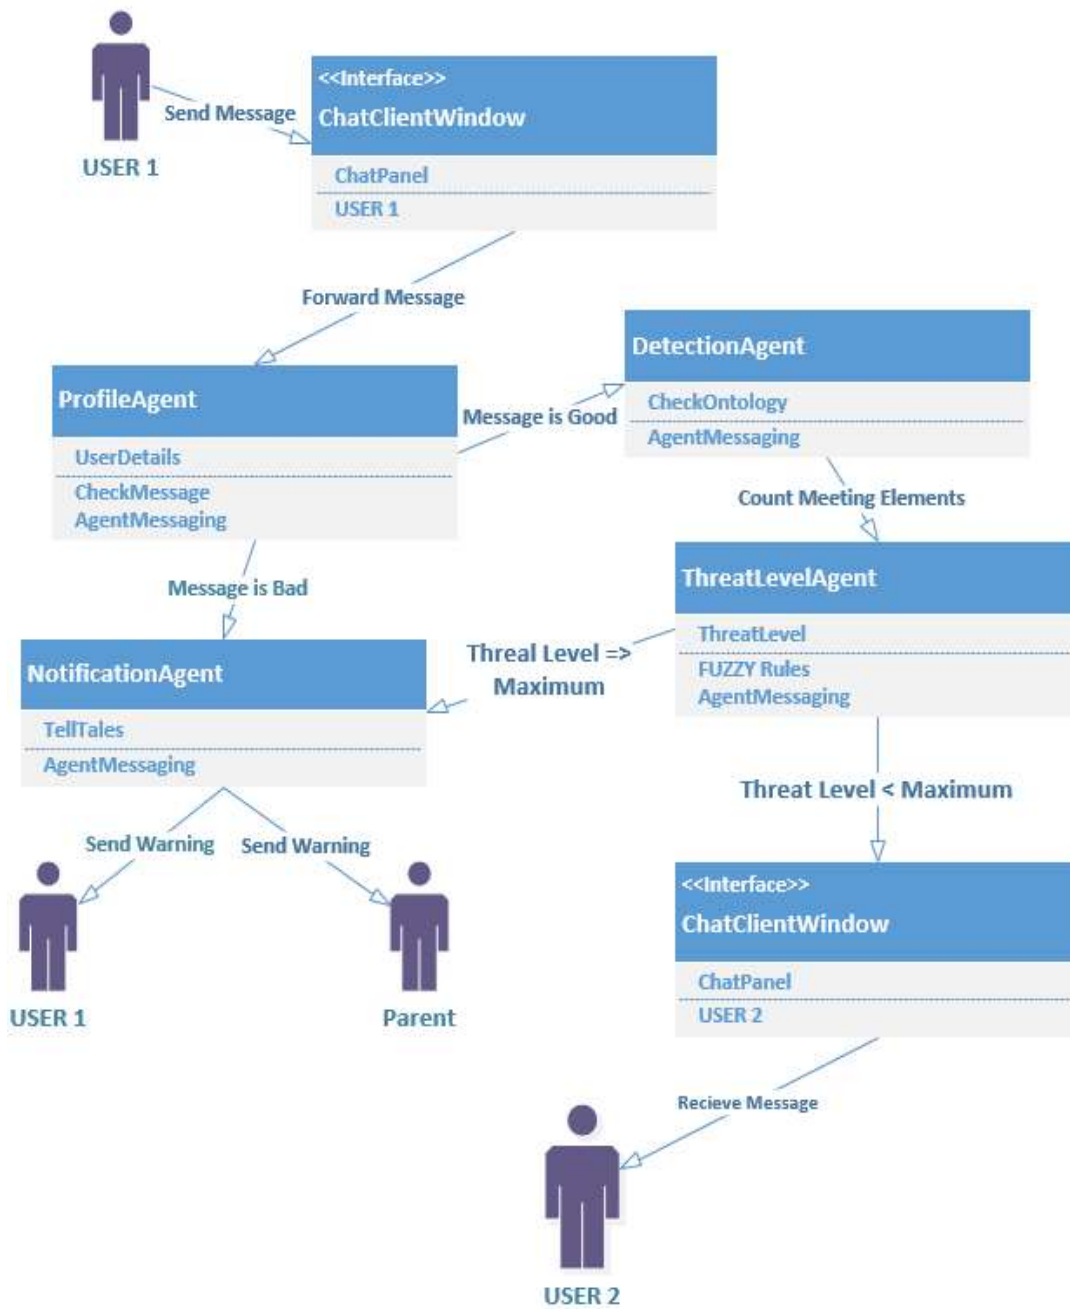 <<Interface>>
Send Message
ChatClientWindow
USER 1
ChatPanel
USER 1
Forward Message
DetectionAgent
ProfileAgent
CheckOntology
Message is Good
AgentMessaging
UserDetails
CheckMessage
AgentMessaging
Count Meeting Elements
Message is Bad
ThreatLevelAgent
ThreatLevel
Threal Level =>
Maximum
FUZZY Rules
AgentMessaging
NotificationAgent
TellTales
AgentMessaging
Threat Level < Maximum
Send Warning
Send Warning
<<Interface>>
ChatClientWindow
ChatPanel
USER 2
USER 1
Parent
Recieve Message
USER 2